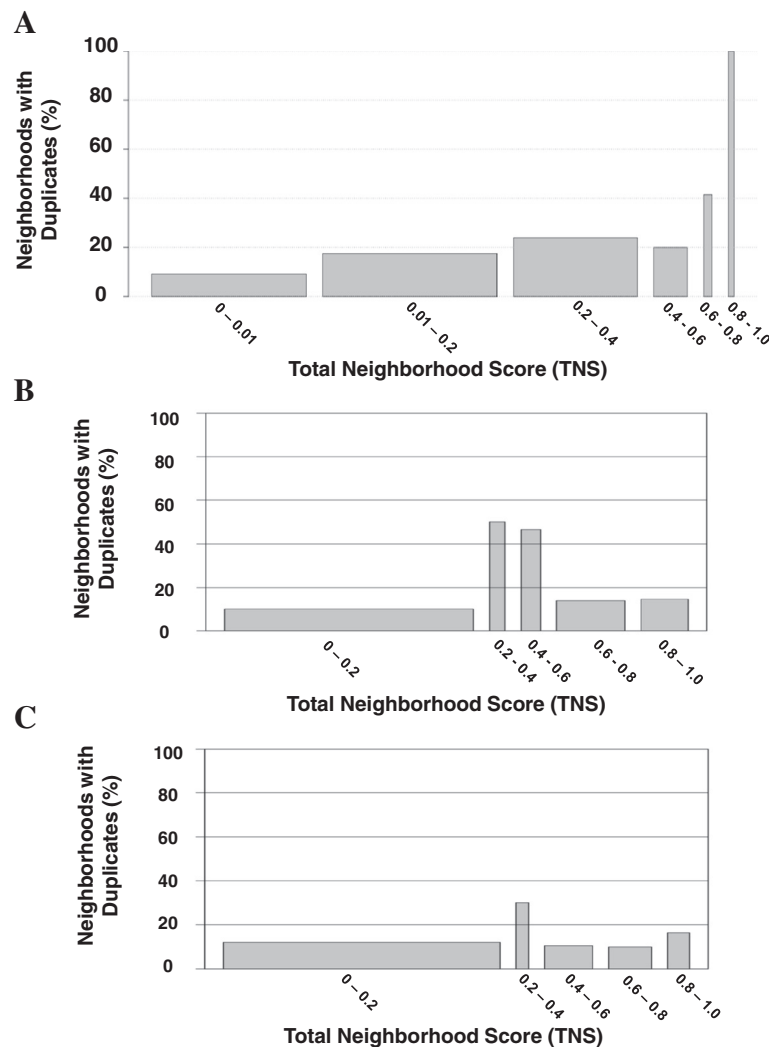 A
Neighborhoods with
Duplicates (%)
100
80
60
40
20
0
0 – 0.01
0.01 – 0.2
0.2 – 0.4
0.4 - 0.6
0.6 – 0.8
0.8 - 1.0
Total Neighborhood Score (TNS)
B
Neighborhoods with
Duplicates (%)
100
80
60
40
20
0
0 – 0.2
0.2 - 0.4
0.4 - 0.6
0.6 - 0.8
0.8 – 1.0
Total Neighborhood Score (TNS)
C
Neighborhoods with
Duplicates (%)
100
80
60
40
20
0
0 – 0.2
0.2 – 0.4
0.4 – 0.6
0.6 – 0.8
0.8 – 1.0
Total Neighborhood Score (TNS)